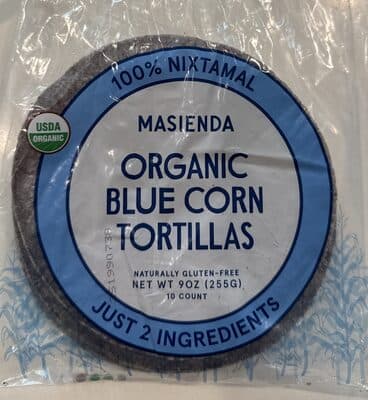 100% NIXTAMAL
USDA
ORGANIC
MASIENDA
ORGANIC
BLUE CORN
TORTILLAS
NATURALLY GLUTEN-FREE
NET WT 9OZ (255G)
10 COUNT
JUST 2 INGREDIENTS